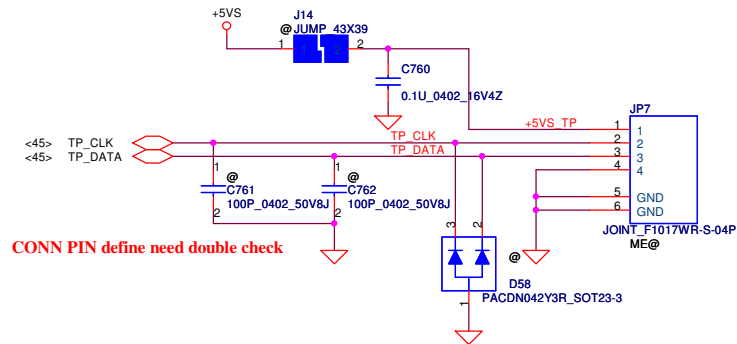 +5VS
J14
@
JUMP_43X39
1
1
2
2
C760
0.1U_0402_16V4Z
JP7
+5VS_TP
1
1
<45> TP_CLK
TP_CLK
2
2
<45> TP_DATA
TP_DATA
3
3
4
4
1
@
C761
100P_0402_50V8J
2
1
@
C762
100P_0402_50V8J
2
5
GND
6
GND
JOINT_F1017WR-S-04P
ME@
3
2
CONN PIN define need double check
@
D58
PACDN042Y3R_SOT23-3
1